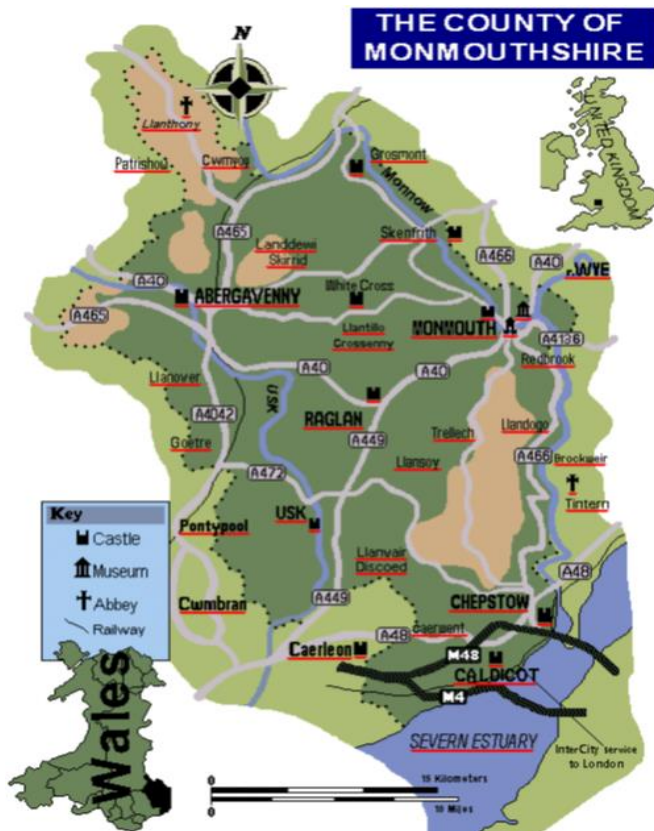 THE COUNTY OF
MONMOUTHSHIRE
N
UNITED KINGDOM
Llanthony
Patrishow
Cwmyoy
Grosmont
Monnow
A465
Landdewi
Skirrid
Skenfrith
A466
A40
r.WYE
A40
ABERGAVENNY
White Cross
A465
Llantilio
Crossenny
MONMOUTH
A4136
Redbrook
Llanover
A40
A40
USK
RAGLAN
A4042
Goetre
A449
Trellech
Llandogo
Llansoy
A466
Brockweir
A472
Tintern
Key
Castle
Museum
Abbey
Railway
Pontypool
USK
Llanvair
Discoed
A48
Cwmbran
A449
CHEPSTOW
A48
Caerwent
Caerleon
M48
CALDICOT
M4
Wales
SEVERN ESTUARY
InterCity service
to London
0
15 Kilometers
0
10 Miles